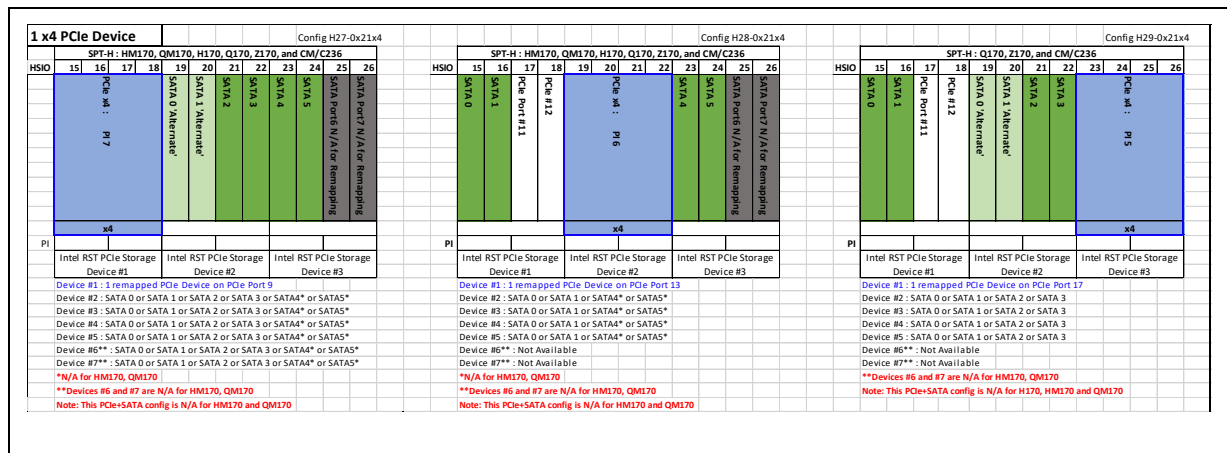 1 x4 PCIe Device
Config H27-0x21x4
SPT-H : HM170, QM170, H170, Q170, Z170, and CM/C236
HSIO 15 16 17 18 19 20 21 22 23 24 25 26
PCIe x4 : PI 7
SATA 0 'Alternate'
SATA 1 'Alternate'
SATA 2
SATA 3
SATA 4
SATA 5
SATA Port6 N/A for Remapping
SATA Port7 N/A for Remapping
x4
PI
Intel RST PCIe Storage Device #1
Intel RST PCIe Storage Device #2
Intel RST PCIe Storage Device #3
Device #1 : 1 remapped PCIe Device on PCIe Port 9
Device #2 : SATA 0 or SATA 1 or SATA 2 or SATA 3 or SATA4* or SATA5*
Device #3 : SATA 0 or SATA 1 or SATA 2 or SATA 3 or SATA4* or SATA5*
Device #4 : SATA 0 or SATA 1 or SATA 2 or SATA 3 or SATA4* or SATA5*
Device #5 : SATA 0 or SATA 1 or SATA 2 or SATA 3 or SATA4* or SATA5*
Device #6** : SATA 0 or SATA 1 or SATA 2 or SATA 3 or SATA4* or SATA5*
Device #7** : SATA 0 or SATA 1 or SATA 2 or SATA 3 or SATA4* or SATA5*
*N/A for HM170, QM170
**Devices #6 and #7 are N/A for HM170, QM170
Note: This PCIe+SATA config is N/A for HM170 and QM170
Config H28-0x21x4
SPT-H : HM170, QM170, H170, Q170, Z170, and CM/C236
HSIO 15 16 17 18 19 20 21 22 23 24 25 26
SATA 0
SATA 1
PCIe Port #11
PCIe #12
PCIe x4 : PI 6
SATA 4
SATA 5
SATA Port6 N/A for Remapping
SATA Port7 N/A for Remapping
x4
PI
Intel RST PCIe Storage Device #1
Intel RST PCIe Storage Device #2
Intel RST PCIe Storage Device #3
Device #1 : 1 remapped PCIe Device on PCIe Port 13
Device #2 : SATA 0 or SATA 1 or SATA4* or SATA5*
Device #3 : SATA 0 or SATA 1 or SATA4* or SATA5*
Device #4 : SATA 0 or SATA 1 or SATA4* or SATA5*
Device #5 : SATA 0 or SATA 1 or SATA4* or SATA5*
Device #6** : Not Available
Device #7** : Not Available
*N/A for HM170, QM170
**Devices #6 and #7 are N/A for HM170, QM170
Note: This PCIe+SATA config is N/A for HM170 and QM170
Config H29-0x21x4
SPT-H : Q170, Z170, and CM/C236
HSIO 15 16 17 18 19 20 21 22 23 24 25 26
SATA 0
SATA 1
PCIe Port #11
PCIe #12
SATA 0 'Alternate'
SATA 1 'Alternate'
SATA 2
SATA 3
PCIe x4 : PI 5
x4
PI
Intel RST PCIe Storage Device #1
Intel RST PCIe Storage Device #2
Intel RST PCIe Storage Device #3
Device #1 : 1 remapped PCIe Device on PCIe Port 17
Device #2 : SATA 0 or SATA 1 or SATA 2 or SATA 3
Device #3 : SATA 0 or SATA 1 or SATA 2 or SATA 3
Device #4 : SATA 0 or SATA 1 or SATA 2 or SATA 3
Device #5 : SATA 0 or SATA 1 or SATA 2 or SATA 3
Device #6** : Not Available
Device #7** : Not Available
**Devices #6 and #7 are N/A for HM170, QM170
Note: This PCIe+SATA config is N/A for H170, HM170 and QM170